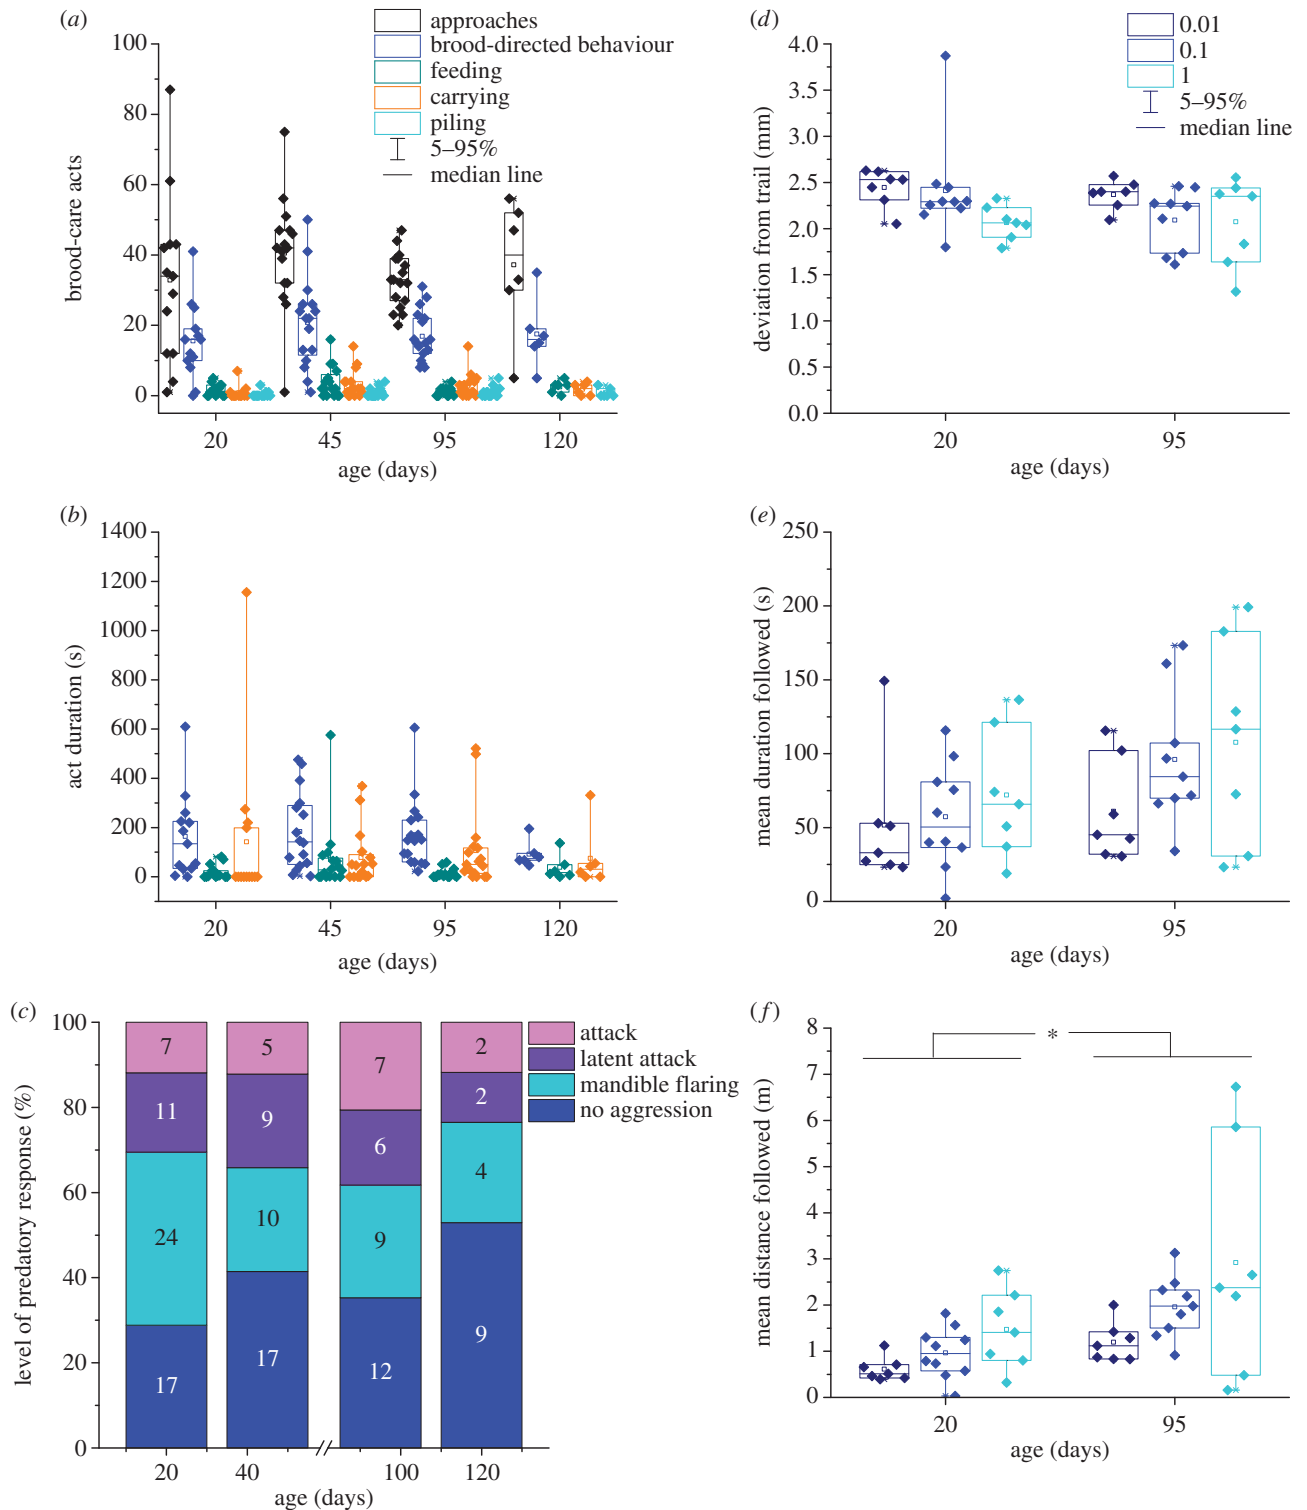 (a)
approaches
brood-directed behaviour
feeding
carrying
piling
5–95%
median line
100
80
60
40
20
0
brood-care acts
20 45 95 120
age (days)
(b)
1400
1200
1000
800
600
400
200
0
act duration (s)
20 45 95 120
age (days)
(c)
100
80
60
40
20
0
level of predatory response (%)
7 5 7 2
11 9 6 2
24 10 9 4
17 17 12 9
attack
latent attack
mandible flaring
no aggression
20 40 100 120
age (days)
(d)
0.01
0.1
1
5–95%
median line
4.0
3.5
3.0
2.5
2.0
1.5
1.0
0.5
0.0
deviation from trail (mm)
20 95
age (days)
(e)
250
200
150
100
50
0
mean duration followed (s)
20 95
age (days)
(f)
8
7
6
5
4
3
2
1
0
mean distance followed (m)
*
20 95
age (days)